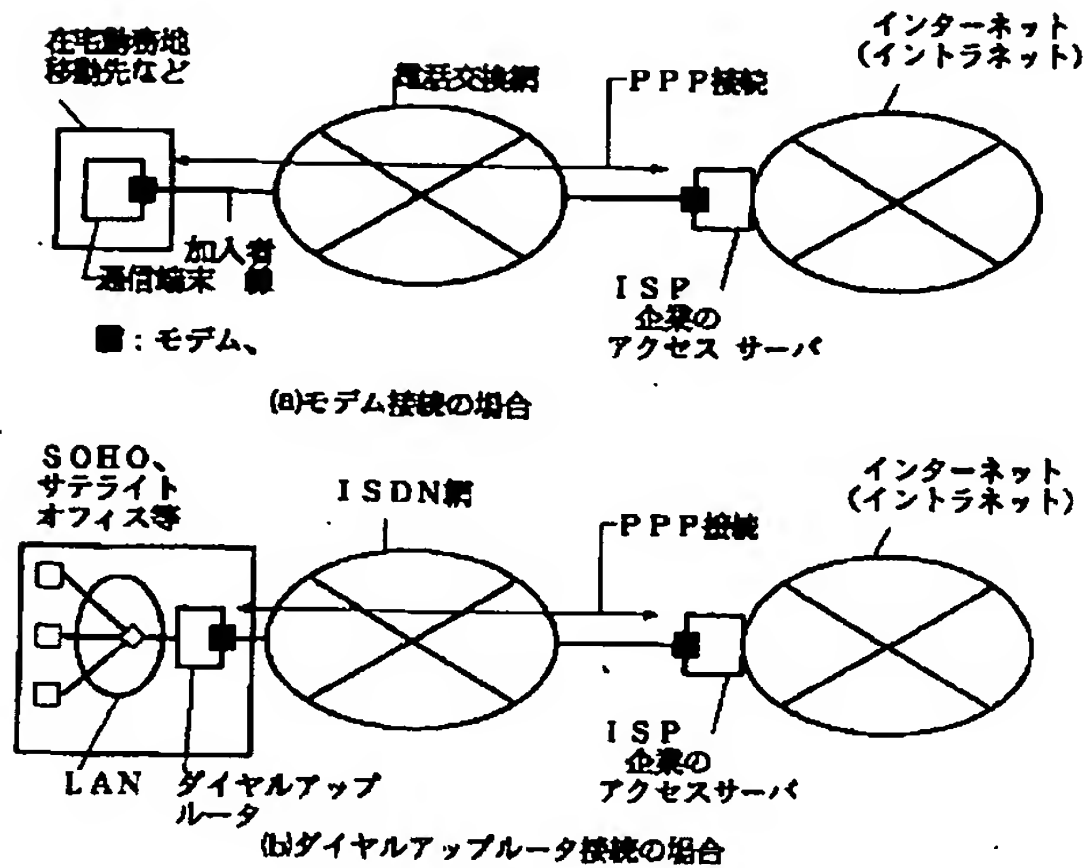 在宅勤務地
移動先など
電話交換網
PPP接続
インターネット
(イントラネット)
加入者
線
通信端末
■:モデム、
ISP
企業の
アクセス サーバ
(a)モデム接続の場合
SOHO、
サテライト
オフィス等
ISDN網
PPP接続
インターネット
(イントラネット)
LAN
ダイヤルアップ
ルータ
ISP
企業の
アクセスサーバ
(b)ダイヤルアップルータ接続の場合